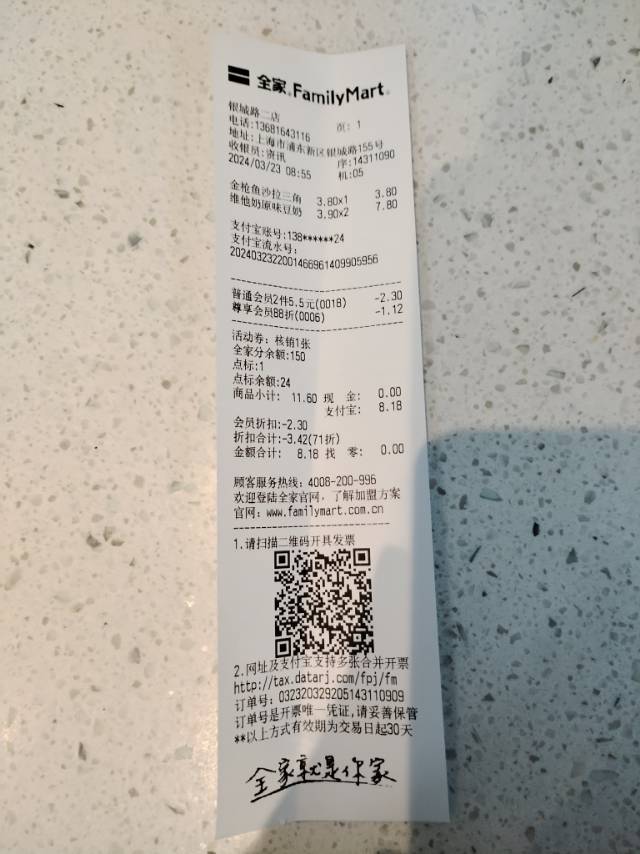 全家 FamilyMart
银城路二店 页: 1
电话:13681643116
地址:上海市浦东新区银城路155号
收银员:资讯 序:14311090
2024/03/23 08:55 机:05
金枪鱼沙拉三角 3.80x1 3.80
维他奶原味豆奶 3.90x2 7.80
支付宝账号:138******24
支付宝流水号:
2024032322001466961409905956
普通会员2件5.5元(0018) -2.30
尊享会员88折(0006) -1.12
活动券: 核销1张
全家分余额:150
点标:1
点标余额:24
商品小计: 11.60 现 金: 0.00
支付宝: 8.18
会员折扣:-2.30
折扣合计:-3.42(71折)
金额合计: 8.18 找 零: 0.00
顾客服务热线: 4008-200-996
欢迎登陆全家官网, 了解加盟方案
官网: www.familymart.com.cn
1.请扫描二维码开具发票
2.网址及支付宝支持多张合并开票
http://tax.datarj.com/fpj/fm
订单号: 032320329205143110909
订单号是开票唯一凭证,请妥善保管
**以上方式有效期为交易日起30天
全家就是你家